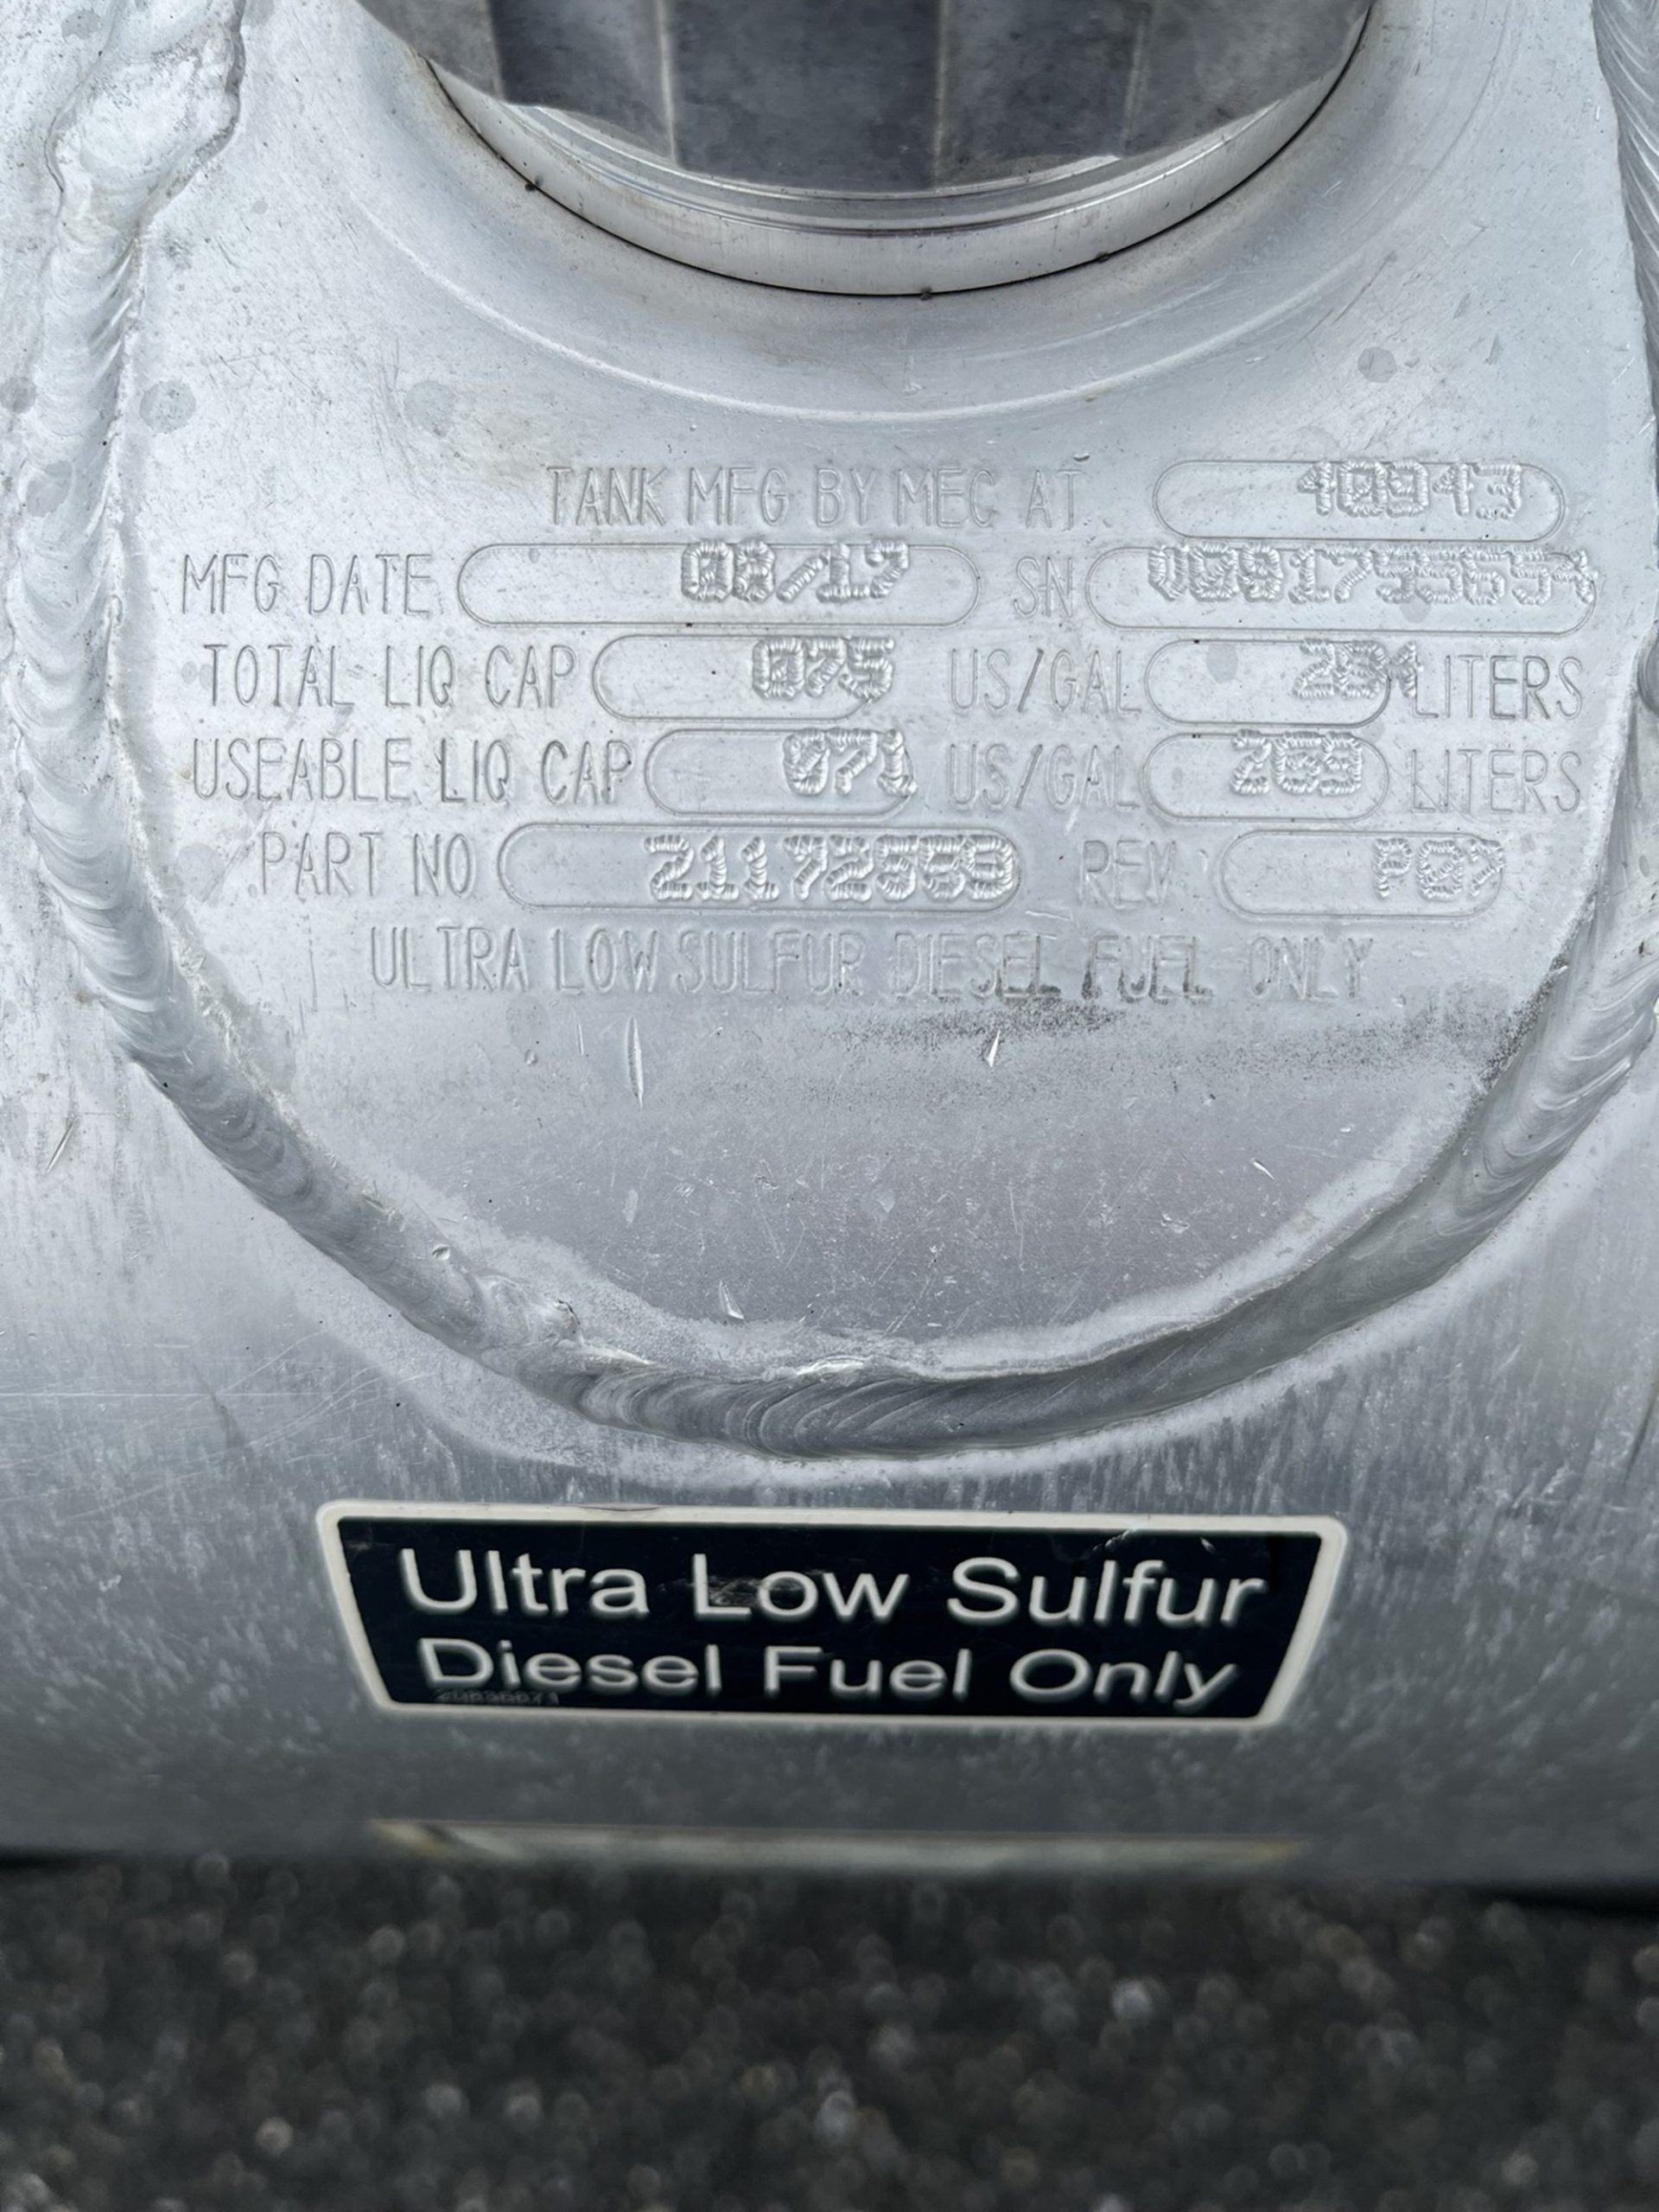 TANK MFG BY MEC AT 40943
MFG DATE 08/17 SN
TOTAL LIQ CAP 075 US/GAL 284 LITERS
USEABLE LIQ CAP 071 US/GAL 269 LITERS
PART NO REV P07
ULTRA LOW SULFUR DIESEL FUEL ONLY
Ultra Low Sulfur
Diesel Fuel Only